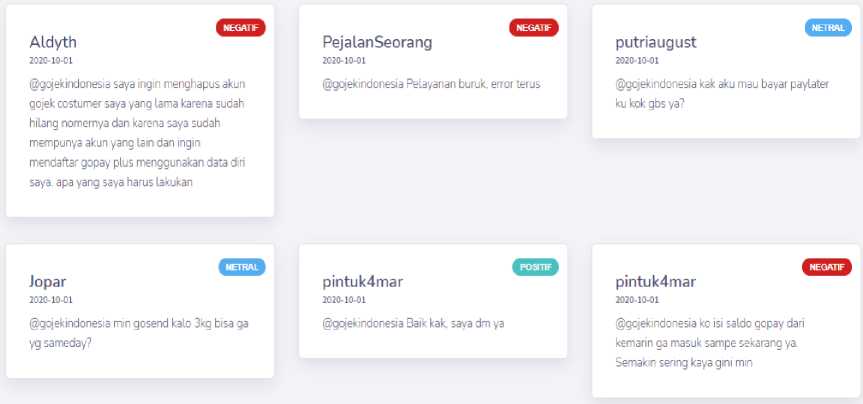 NEGATIF
Aldyth
2020-10-01
@gojekindonesia saya ingin menghapus akun
gojek costumer saya yang lama karena sudah
hilang nomernya dan karena saya sudah
mempunya akun yang lain dan ingin
mendaftar gopay plus menggunakan data diri
saya. apa yang saya harus lakukan
NEGATIF
PejalanSeorang
2020-10-01
@gojekindonesia Pelayanan buruk, error terus
NETRAL
putriaugust
2020-10-01
@gojekindonesia kak aku mau bayar paylater
ku kok gbs ya?
NETRAL
Jopar
2020-10-01
@gojekindonesia min gosend kalo 3kg bisa ga
yg sameday?
POSITIF
pintuk4mar
2020-10-01
@gojekindonesia Baik kak, saya dm ya
NEGATIF
pintuk4mar
2020-10-01
@gojekindonesia ko isi saldo gopay dari
kemarin ga masuk sampe sekarang ya.
Semakin sering kaya gini min